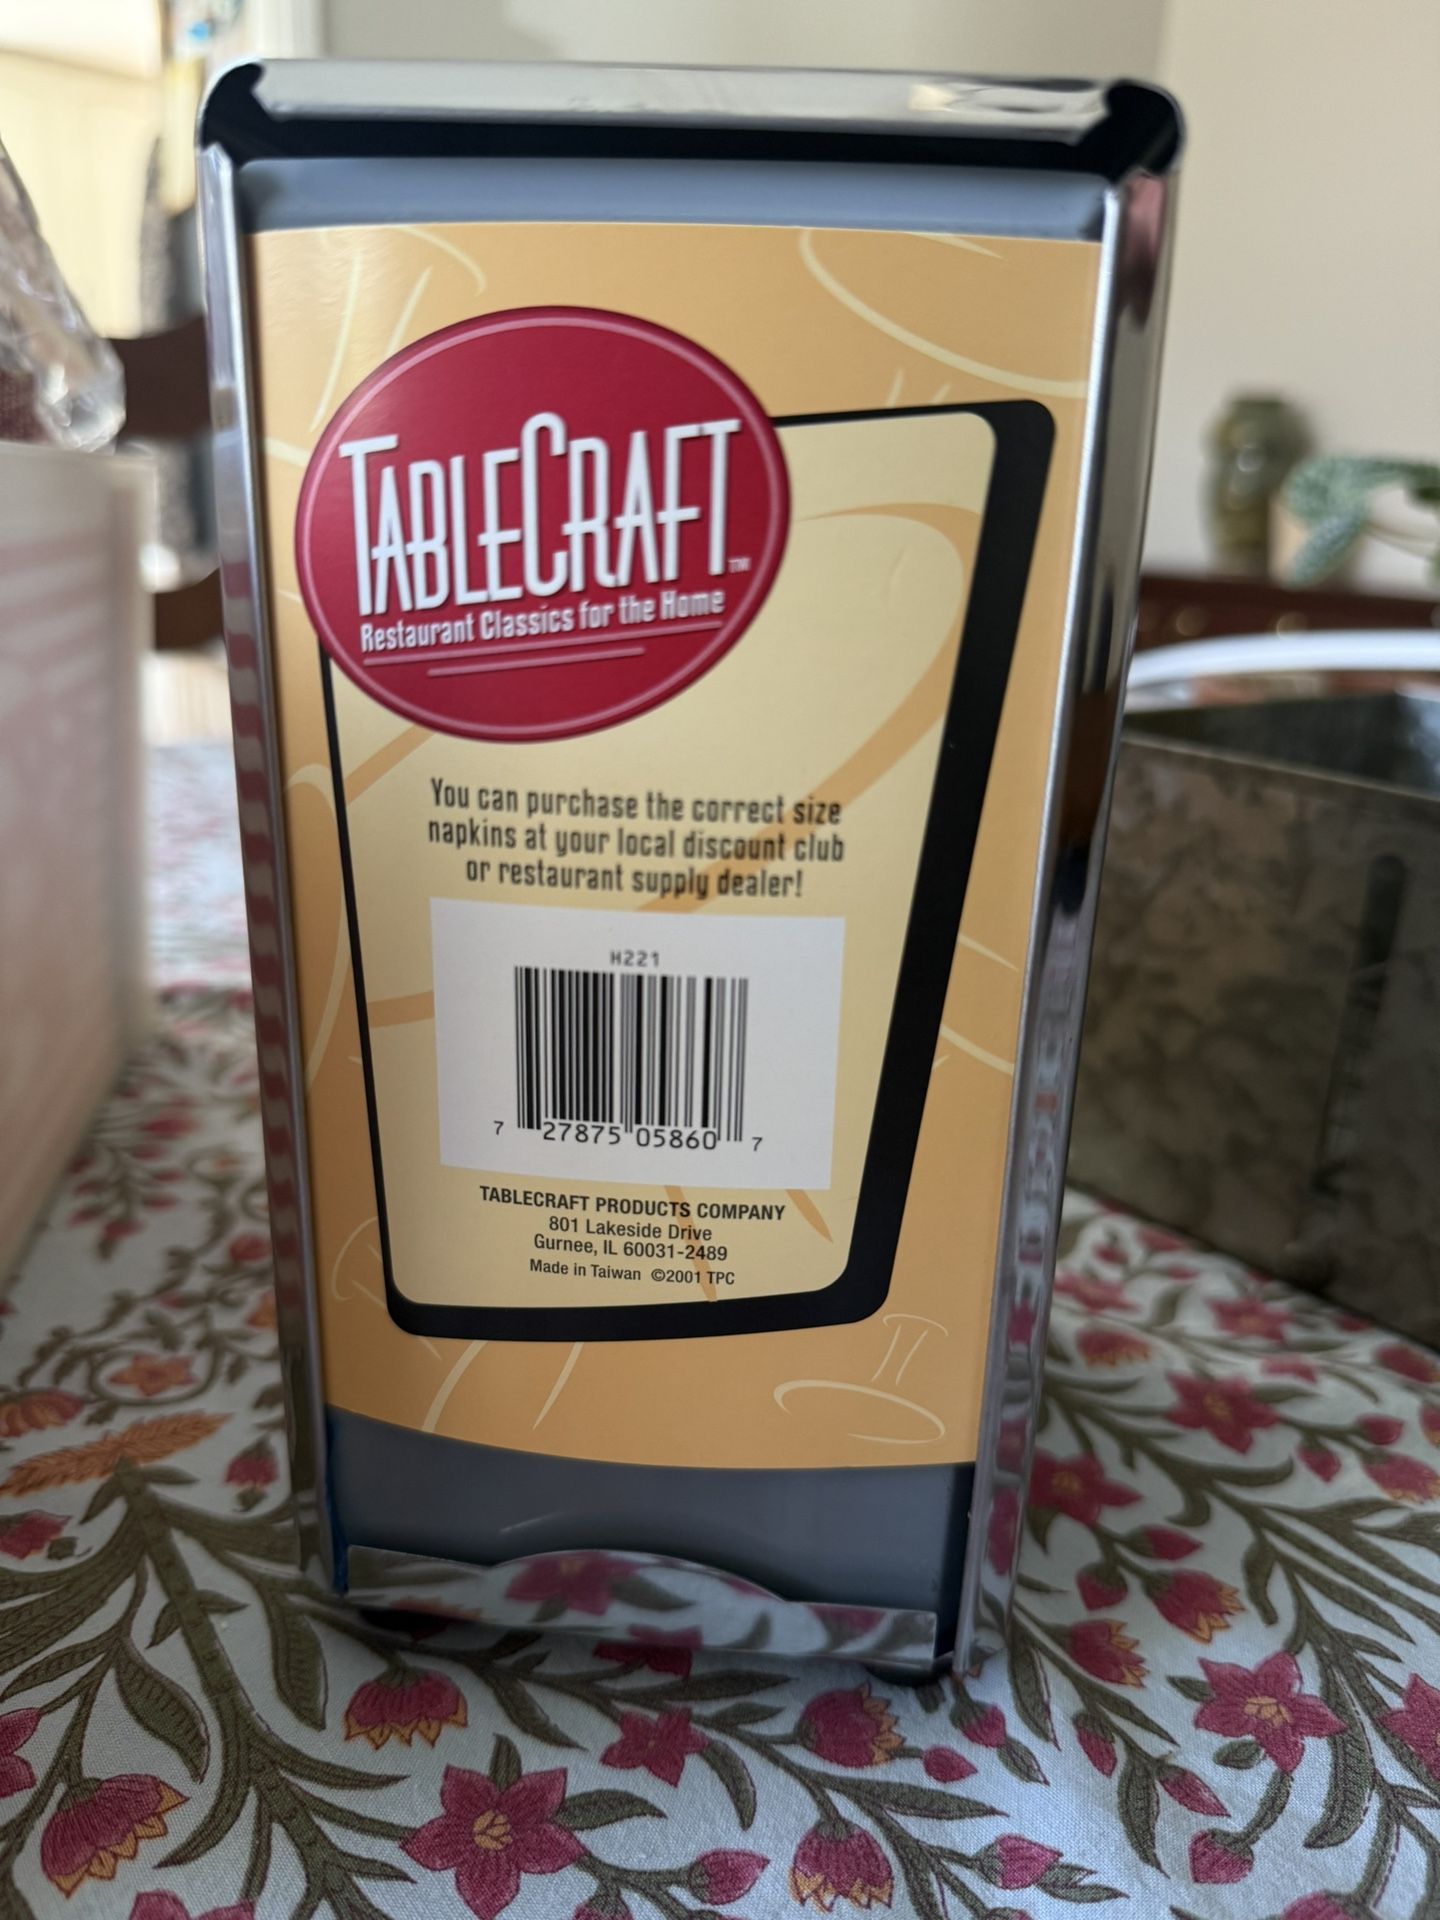 TABLECRAFT™
Restaurant Classics for the Home
You can purchase the correct size
napkins at your local discount club
or restaurant supply dealer!
H221
7 27875 05860 7
TABLECRAFT PRODUCTS COMPANY
801 Lakeside Drive
Gurnee, IL 60031-2489
Made in Taiwan ©2001 TPC